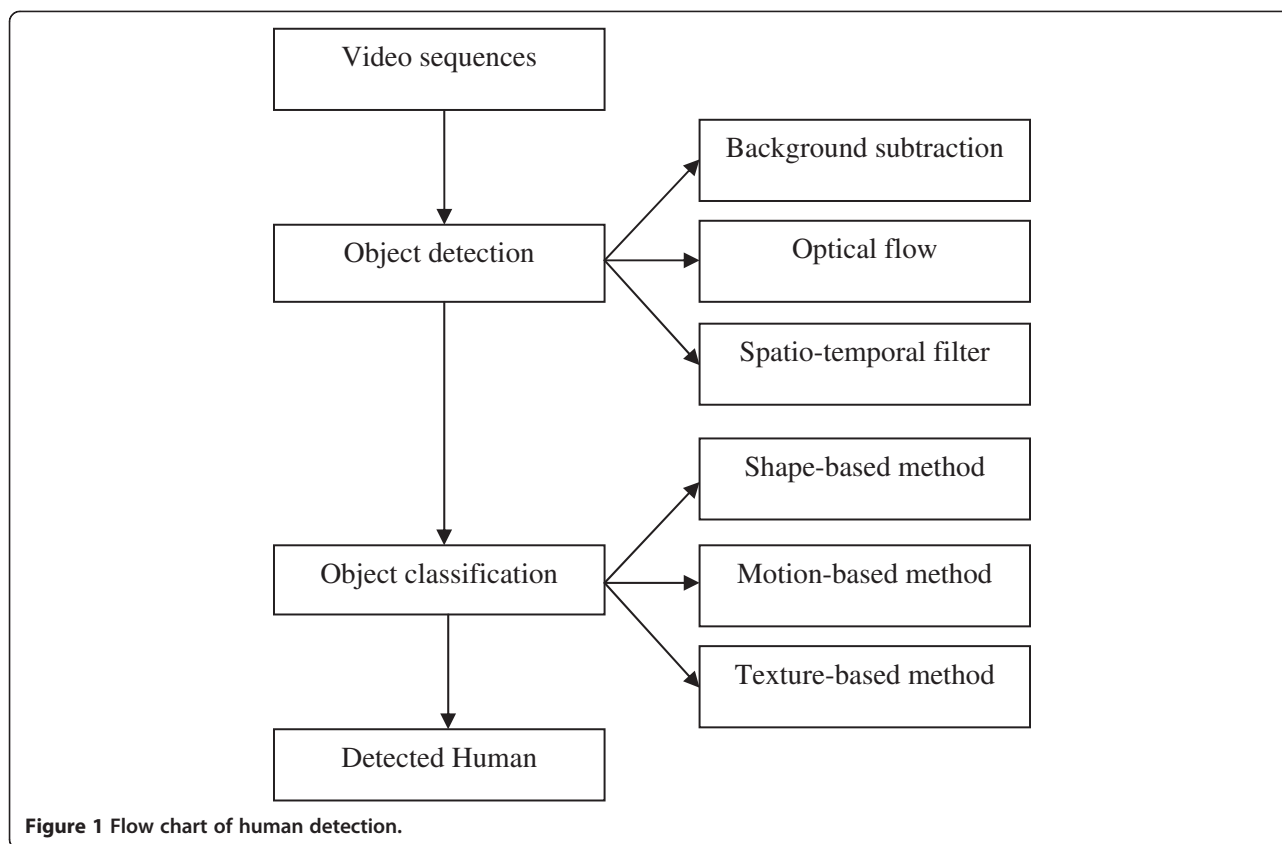 Video sequences
Background subtraction
Object detection
Optical flow
Spatio-temporal filter
Shape-based method
Object classification
Motion-based method
Texture-based method
Detected Human
Figure 1 Flow chart of human detection.